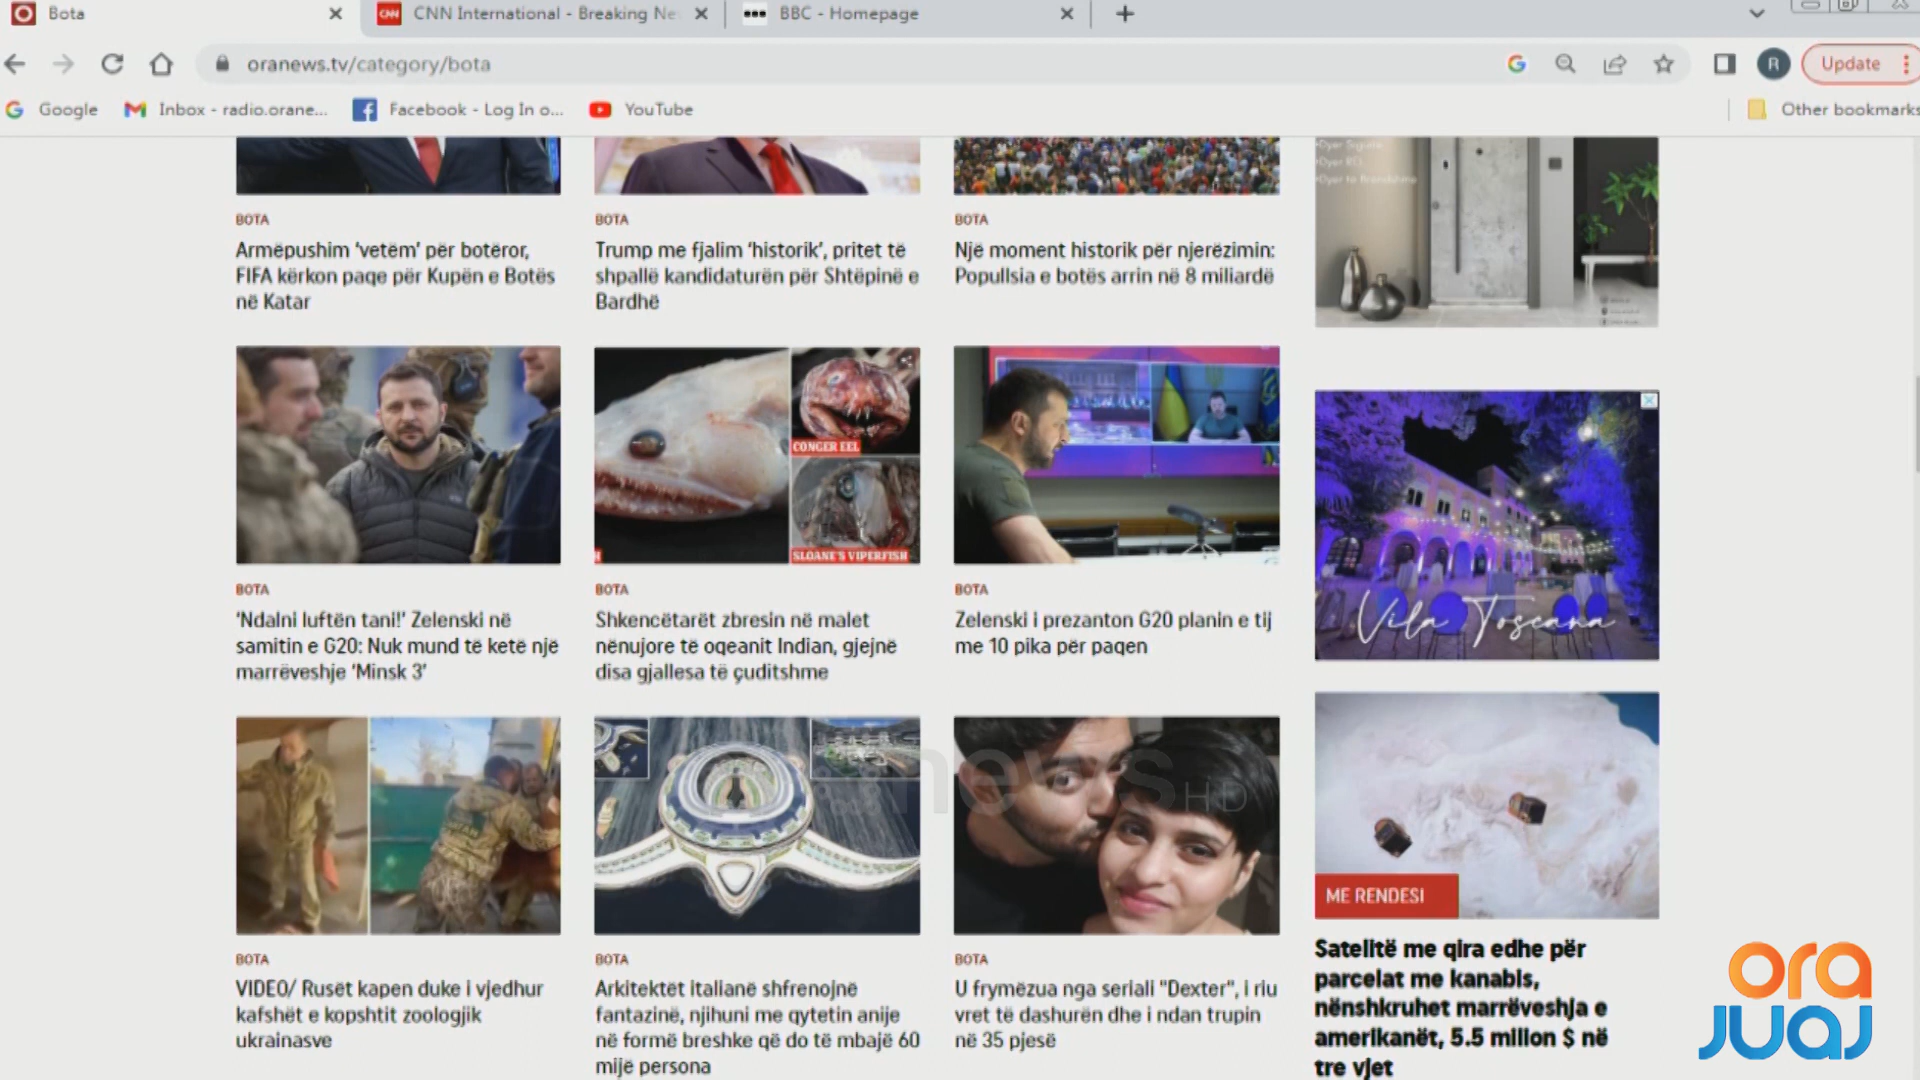 Bota
CNN International - Breaking Ne
BBC - Homepage
oranews.tv/category/bota
Update
Google
Inbox - radio.orane...
Facebook - Log In o...
YouTube
Other bookmarks
BOTA
Armëpushim ‘vetëm’ për botëror,
FIFA kërkon paqe për Kupën e Botës
në Katar
BOTA
Trump me fjalim ‘historik’, pritet të
shpallë kandidaturën për Shtëpinë e
Bardhë
BOTA
Një moment historik për njerëzimin:
Popullsia e botës arrin në 8 miliardë
BOTA
‘Ndalni luftën tani!’ Zelenski në
samitin e G20: Nuk mund të ketë një
marrëveshje ‘Minsk 3’
CONGER EEL
SLOANE'S VIPERFISH
BOTA
Shkencëtarët zbresin në malet
nënujore të oqeanit Indian, gjejnë
disa gjallesa të çuditshme
BOTA
Zelenski i prezanton G20 planin e tij
me 10 pika për paqen
Vila Toscana
BOTA
VIDEO/ Rusët kapen duke i vjedhur
kafshët e kopshtit zoologjik
ukrainasve
BOTA
Arkitektët italianë shfrenojnë
fantazinë, njihuni me qytetin anije
në formë breshke që do të mbajë 60
mijë persona
news HD
BOTA
U frymëzua nga seriali "Dexter", i riu
vret të dashurën dhe i ndan trupin
në 35 pjesë
ME RENDESI
Satelitë me qira edhe për
parcelat me kanabis,
nënshkruhet marrëveshja e
amerikanët, 5.5 milion $ në
tre vjet
ora
JUAJ